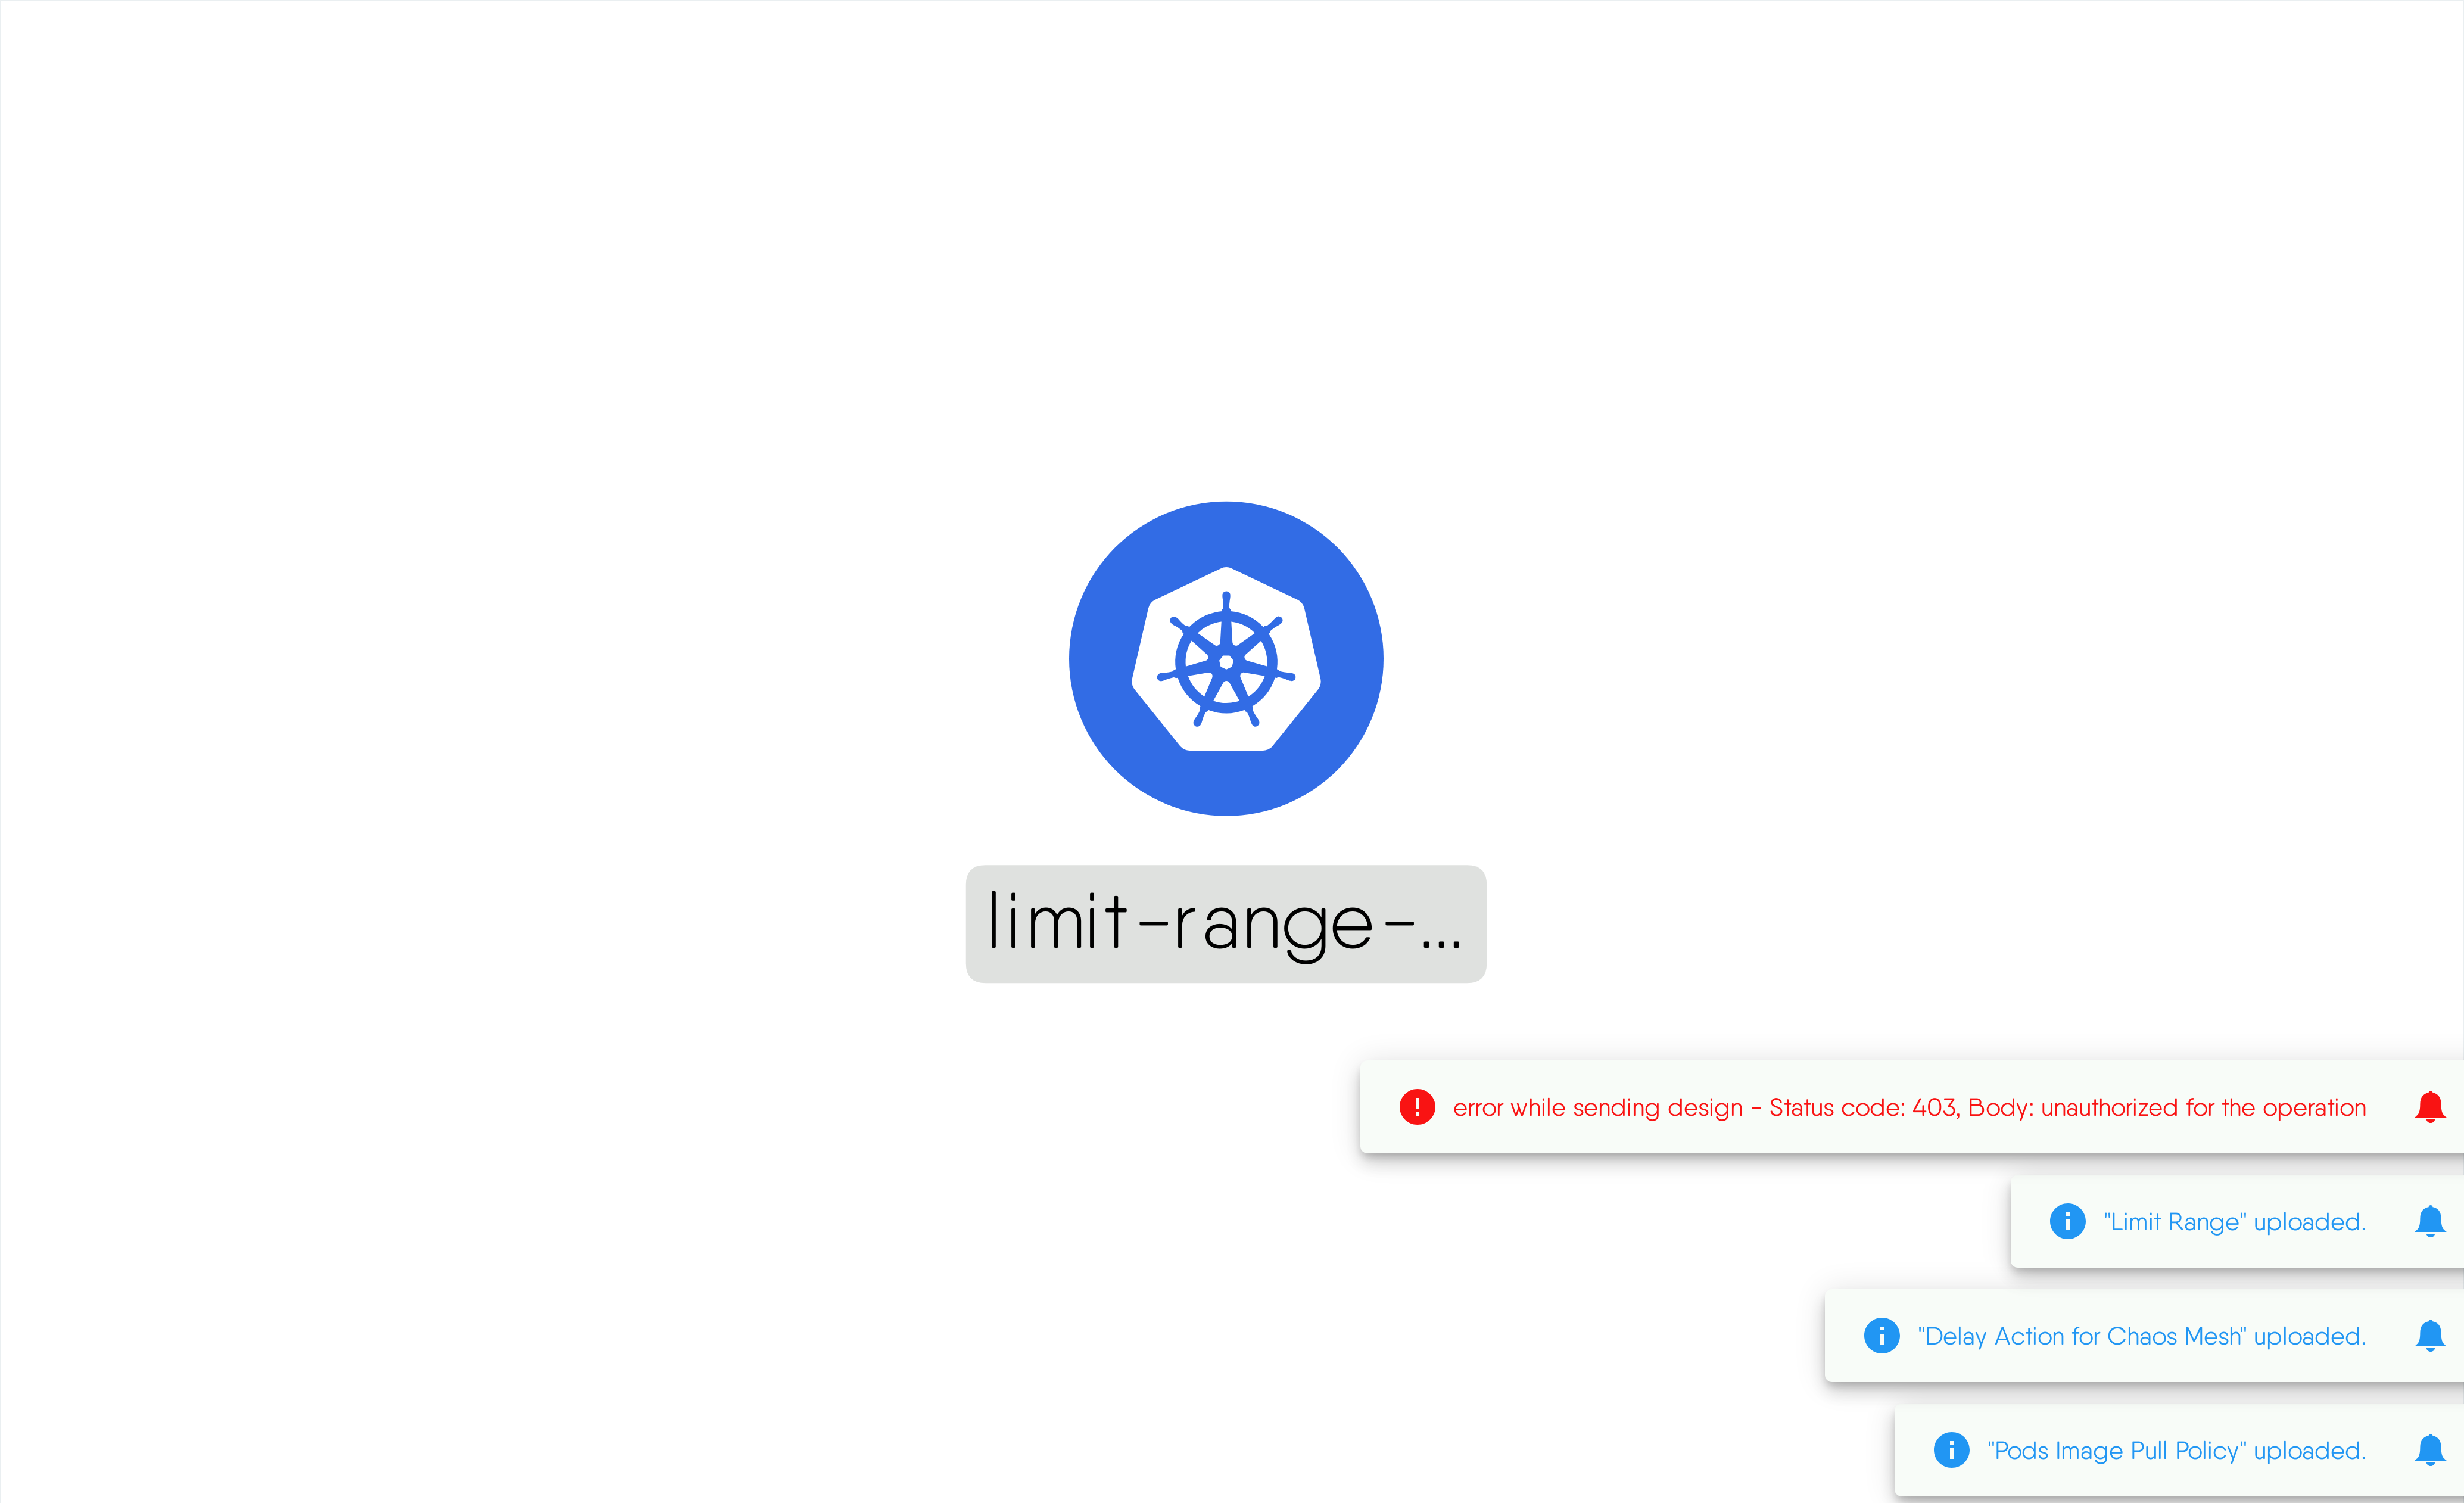 limit-range-...
error while sending design - Status code: 403, Body: unauthorized for the operation
"Limit Range" uploaded.
"Delay Action for Chaos Mesh" uploaded.
"Pods Image Pull Policy" uploaded.